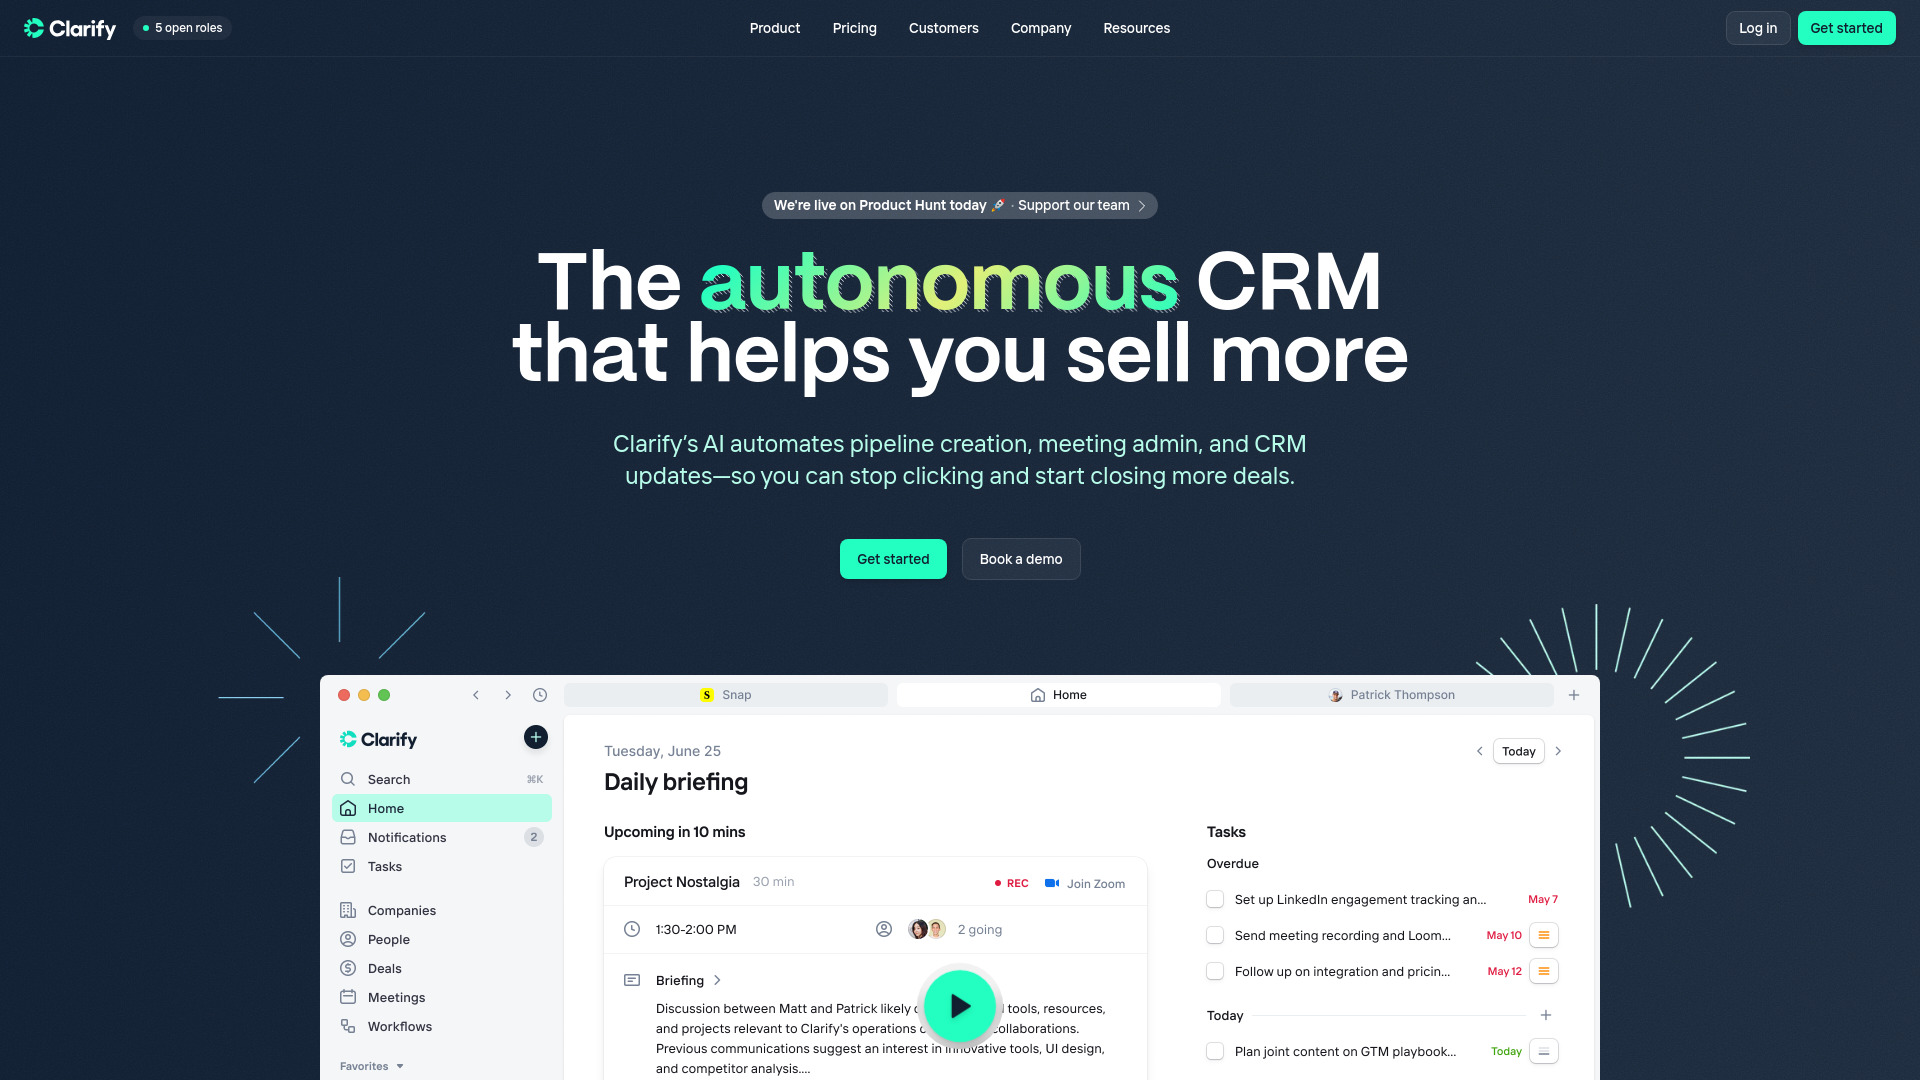 Clarify
5 open roles
Product
Pricing
Customers
Company
Resources
Log in
Get started
We're live on Product Hunt today 🚀 · Support our team
The autonomous CRM
that helps you sell more
Clarify's AI automates pipeline creation, meeting admin, and CRM
updates—so you can stop clicking and start closing more deals.
Get started
Book a demo
Snap
Home
Patrick Thompson
Clarify
Search
⌘K
Home
Notifications
2
Tasks
Companies
People
Deals
Meetings
Workflows
Favorites
Tuesday, June 25
Daily briefing
Today
Upcoming in 10 mins
Project Nostalgia 30 min
REC
Join Zoom
1:30-2:00 PM
2 going
Briefing
Discussion between Matt and Patrick likely tools, resources,
and projects relevant to Clarify's operations collaborations.
Previous communications suggest an interest in innovative tools, UI design,
and competitor analysis....
Tasks
Overdue
Set up LinkedIn engagement tracking an... May 7
Send meeting recording and Loom... May 10
Follow up on integration and pricin... May 12
Today
Plan joint content on GTM playbook... Today